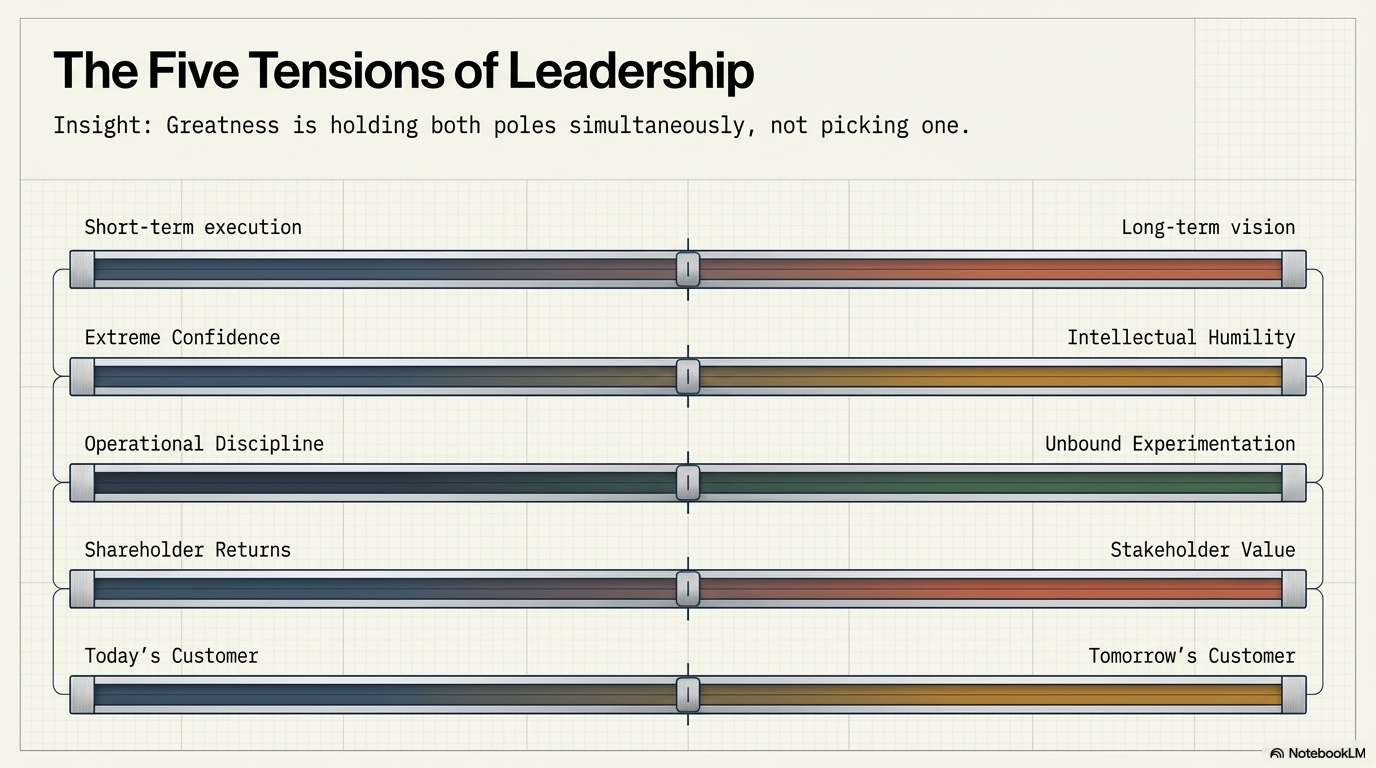 The Five Tensions of Leadership
Insight: Greatness is holding both poles simultaneously, not picking one.
Short-term execution
Long-term vision
Extreme Confidence
Intellectual Humility
Operational Discipline
Unbound Experimentation
Shareholder Returns
Stakeholder Value
Today’s Customer
Tomorrow’s Customer
NotebookLM